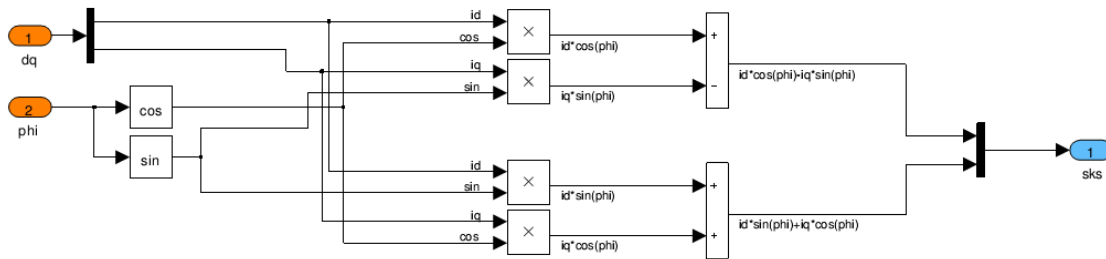 1
dq
2
phi
cos
sin
id
cos
×
id*cos(phi)
iq
sin
×
iq*sin(phi)
+
−
id*cos(phi)-iq*sin(phi)
id
sin
×
id*sin(phi)
iq
cos
×
iq*cos(phi)
+
+
id*sin(phi)+iq*cos(phi)
1
sks